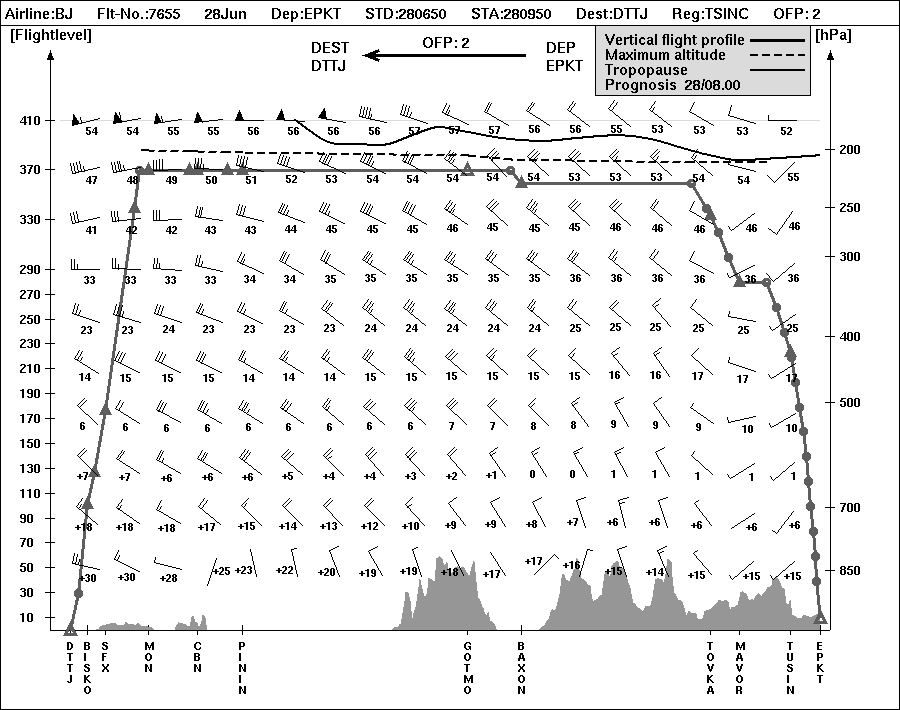 Airline:BJ Flt-No.:7655 28Jun Dep:EPKT STD:280650 STA:280950 Dest:DTTJ Reg:TSINC OFP: 2
[Flightlevel] [hPa]
DEST OFP: 2 DEP
DTTJ EPKT
Vertical flight profile
Maximum altitude
Tropopause
Prognosis 28/08.00
410 54 54 55 55 56 56 56 56 57 57 57 56 56 55 53 53 53 52
200
370 47 48 49 50 51 52 53 54 54 54 54 54 53 53 53 54 54 55
250
330 41 42 42 43 43 44 45 45 45 46 45 45 45 46 46 46 46 46
300
290 33 33 33 33 34 34 35 35 35 35 35 35 36 36 36 36 36 36
270
250 23 23 24 23 23 23 23 24 24 24 24 24 25 25 25 25 25 25
230 400
210 14 15 15 15 14 14 14 15 15 15 15 15 15 16 16 17 17 17
190
170 6 6 6 6 6 6 6 6 6 7 7 8 8 9 9 9 10 10
500
150
130 +7 +7 +6 +6 +6 +5 +4 +4 +3 +2 +1 0 0 1 1 1 1 1
110
90 +18 +18 +18 +17 +15 +14 +13 +12 +10 +9 +9 +8 +7 +6 +6 +6 +6 +6
700
70
50 +30 +30 +28 +25 +23 +22 +20 +19 +19 +18 +17 +17 +16 +15 +14 +15 +15 +15
850
30
10
DTTJ BISKO SFX MON CBN PININ GOTMO BAXON TOVKA MAVOR TUSIN EPKT